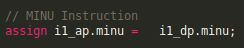 // MINU Instruction
assign i1_ap.minu =   i1_dp.minu;